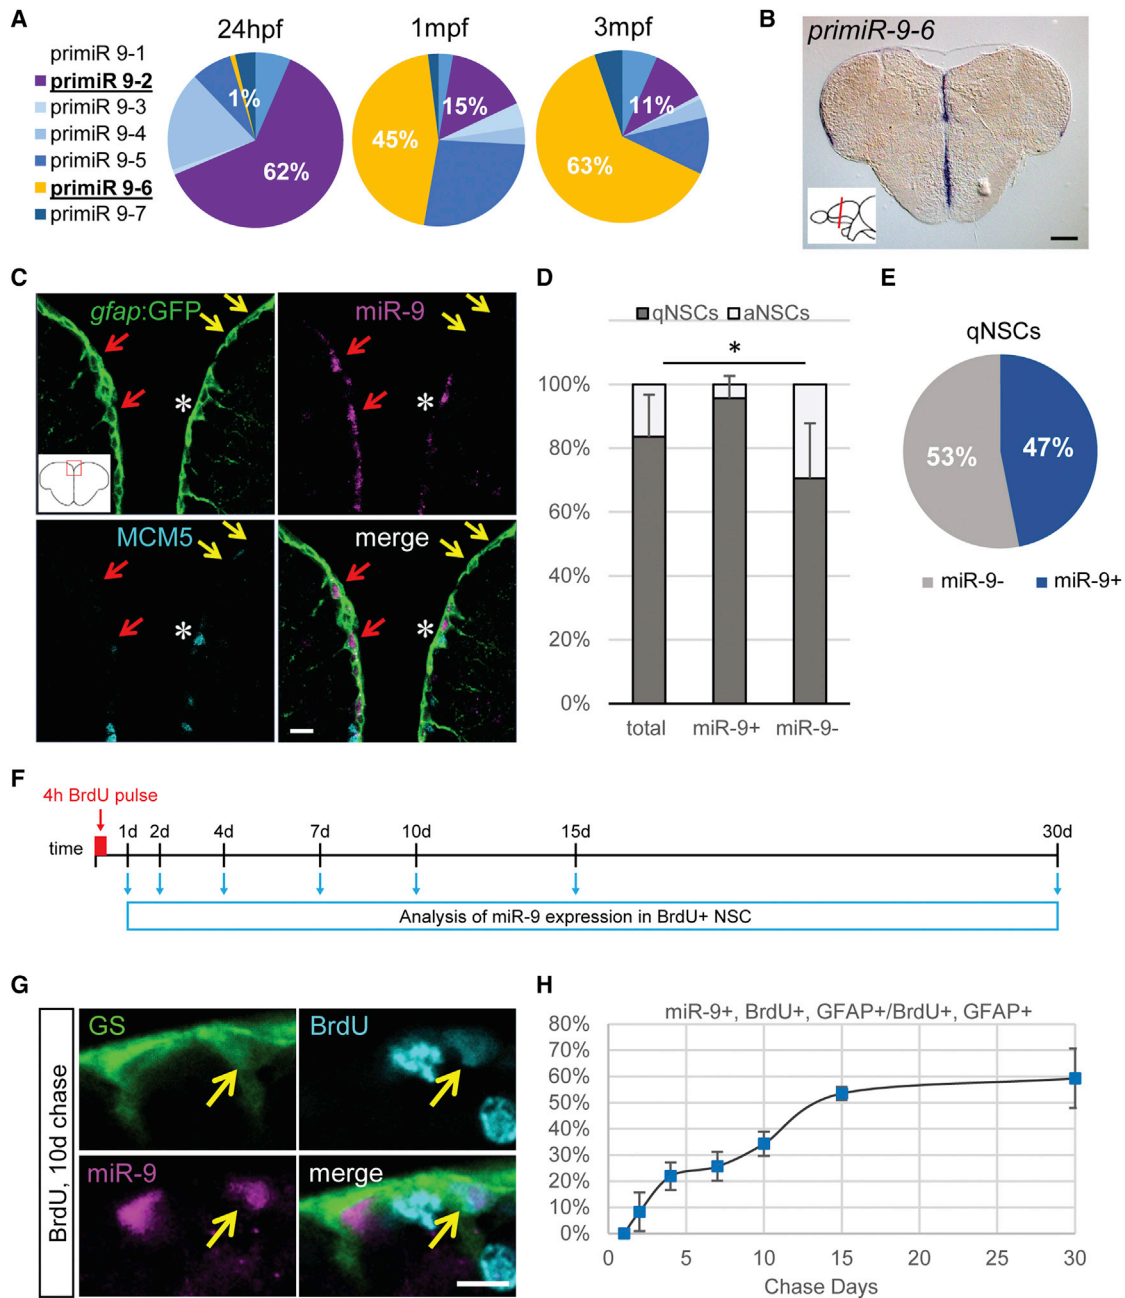 A
24hpf
1mpf
3mpf
primiR 9-1
primiR 9-2
primiR 9-3
primiR 9-4
primiR 9-5
primiR 9-6
primiR 9-7
1%
62%
15%
45%
11%
63%
B
primiR-9-6
C
gfap:GFP
miR-9
*
*
MCM5
merge
*
*
D
qNSCs aNSCs
*
100%
80%
60%
40%
20%
0%
total miR-9+ miR-9-
E
qNSCs
53%
47%
miR-9- miR-9+
F
4h BrdU pulse
time
1d 2d 4d 7d 10d 15d 30d
Analysis of miR-9 expression in BrdU+ NSC
G
BrdU, 10d chase
GS
BrdU
miR-9
merge
H
miR-9+, BrdU+, GFAP+/BrdU+, GFAP+
80%
70%
60%
50%
40%
30%
20%
10%
0%
0 5 10 15 20 25 30
Chase Days